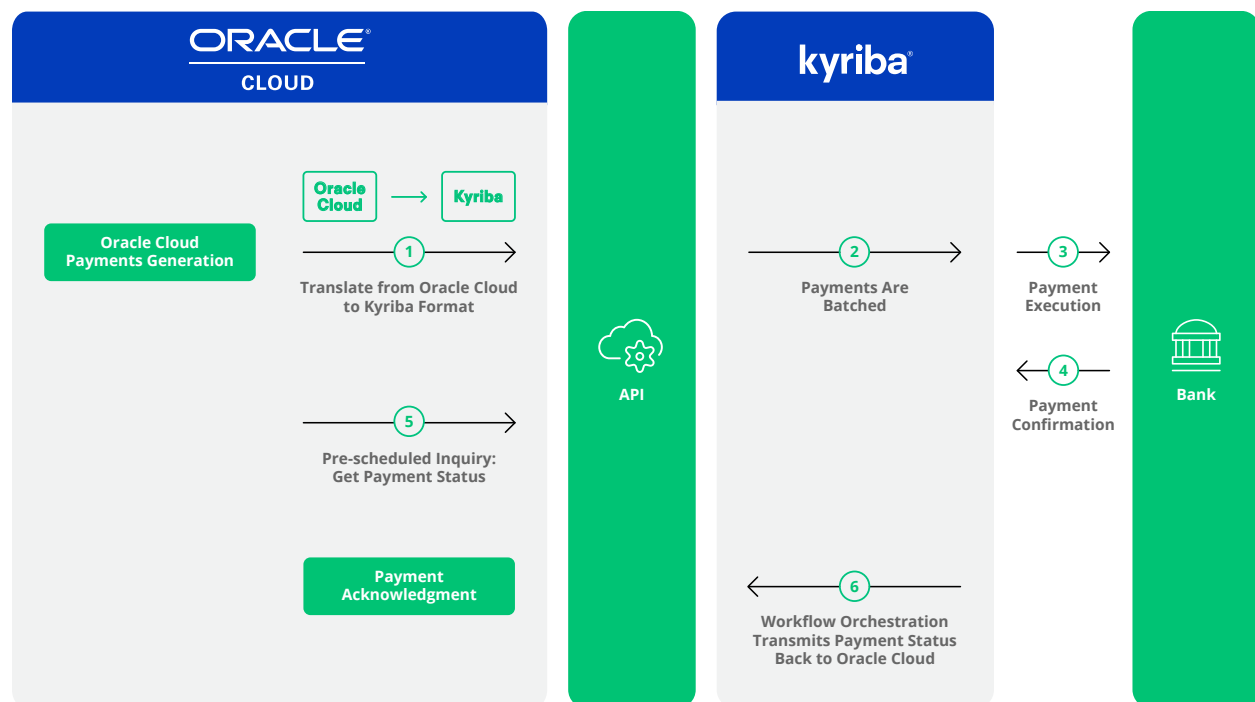 ORACLE®
CLOUD
kyriba®
Oracle
Cloud
Kyriba
Oracle Cloud
Payments Generation
1
Translate from Oracle Cloud
to Kyriba Format
2
Payments Are
Batched
3
Payment
Execution
API
4
Payment
Confirmation
Bank
5
Pre-scheduled Inquiry:
Get Payment Status
Payment
Acknowledgment
6
Workflow Orchestration
Transmits Payment Status
Back to Oracle Cloud